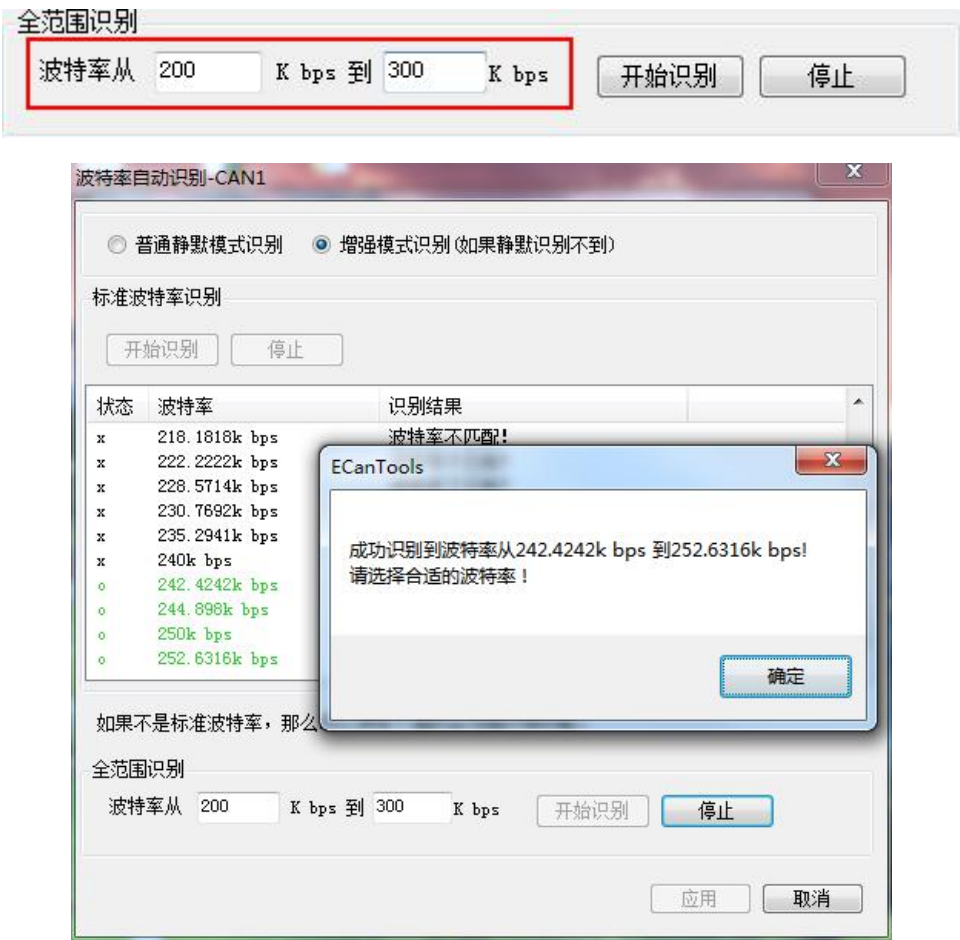 全范围识别
波特率从 200 K bps 到 300 K bps 开始识别 停止
波特率自动识别-CAN1
普通静默模式识别 增强模式识别(如果静默识别不到)
标准波特率识别
开始识别 停止
状态 波特率 识别结果
x 218.1818k bps 波特率不匹配!
x 222.2222k bps
x 228.5714k bps
x 230.7692k bps
x 235.2941k bps
x 240k bps
o 242.4242k bps
o 244.898k bps
o 250k bps
o 252.6316k bps
ECanTools
成功识别到波特率从242.4242k bps 到252.6316k bps!
请选择合适的波特率！
确定
如果不是标准波特率，那么
全范围识别
波特率从 200 K bps 到 300 K bps 开始识别 停止
应用 取消